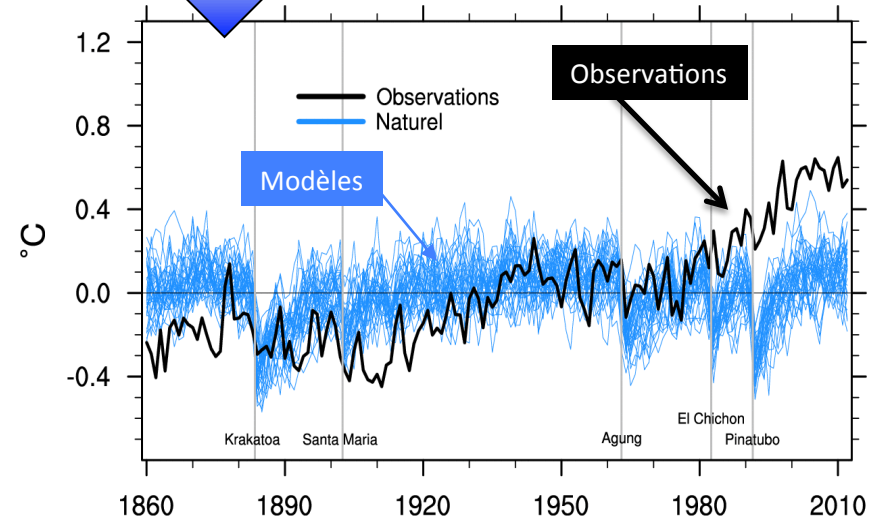 1.2
Observations
Observations
0.8
Naturel
Modèles
0.4
°C
0.0
-0.4
El Chichon
Krakatoa
Santa Maria
Agung
Pinatubo
1860
1890
1920
1950
1980
2010